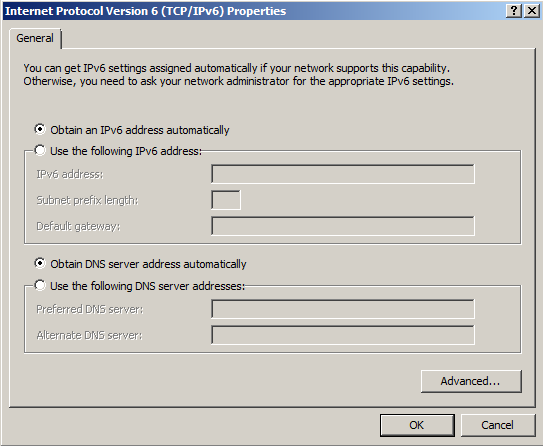 Internet Protocol Version 6 (TCP/IPv6) Properties
General
You can get IPv6 settings assigned automatically if your network supports this capability.
Otherwise, you need to ask your network administrator for the appropriate IPv6 settings.
Obtain an IPv6 address automatically
Use the following IPv6 address:
IPv6 address:
Subnet prefix length:
Default gateway:
Obtain DNS server address automatically
Use the following DNS server addresses:
Preferred DNS server:
Alternate DNS server:
Advanced...
OK
Cancel